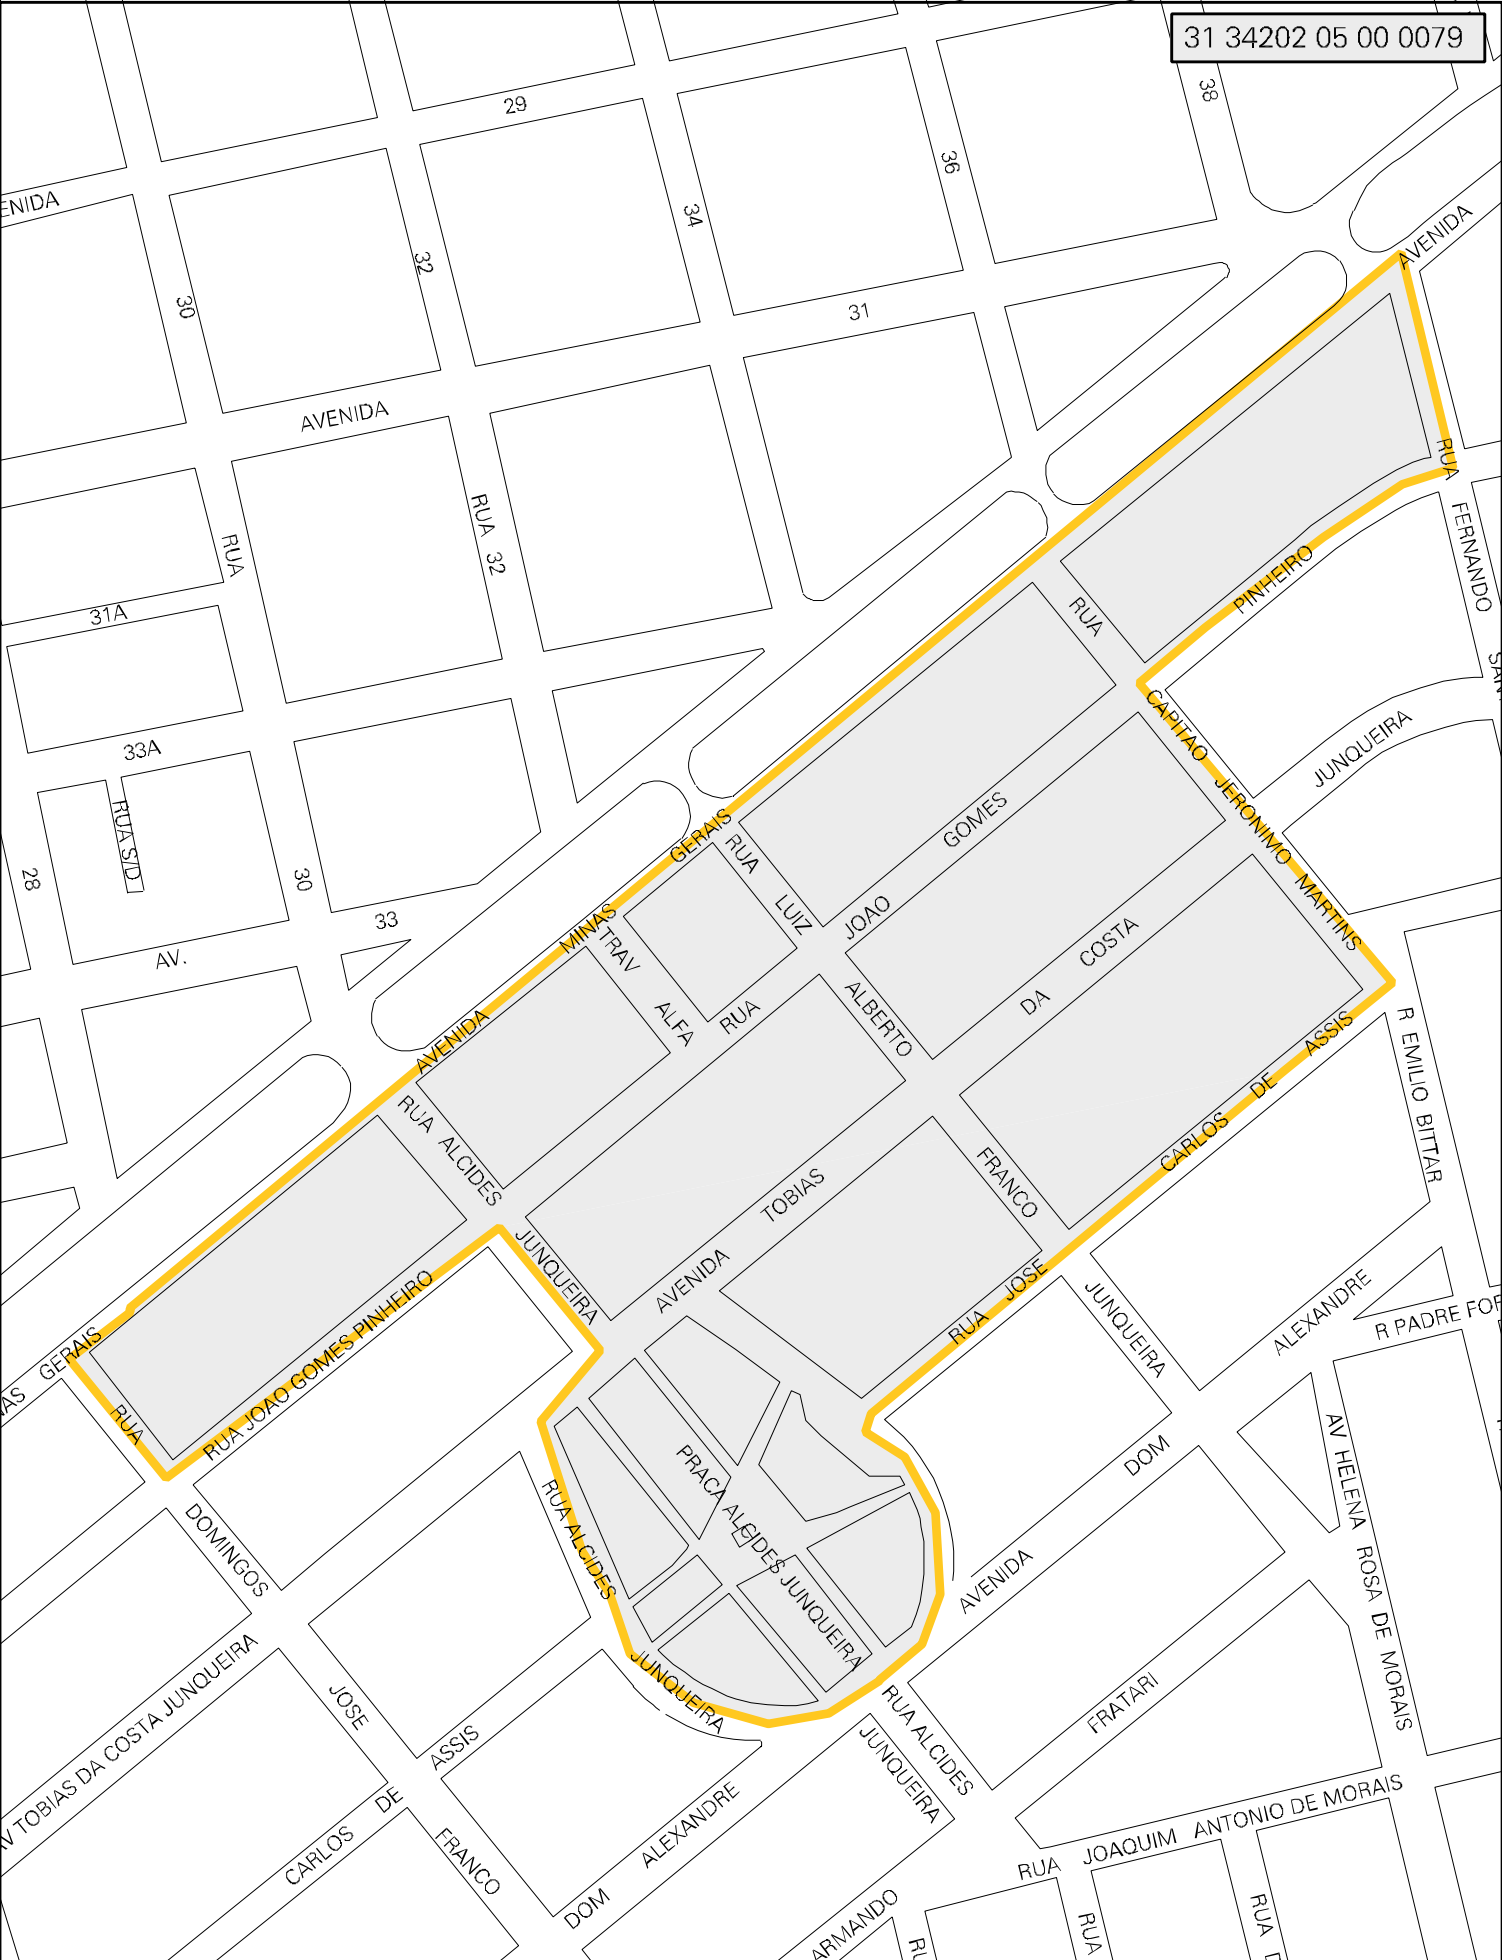 31 34202 05 00 0079
29
38
36
ENIDA
34
AVENIDA
32
30
31
AVENIDA
RUA
RUA 32
RUA
FERNANDO
PINHEIRO
31A
RUA
CAPITAO JERONIMO MARTINS
33A
JUNQUEIRA
RUA S/D
GERAIS
GOMES
RUA LUIZ
28
30
JOAO
33
MINAS
COSTA
TRAV
AV.
DA
ALFA
RUA
ALBERTO
AVENIDA
ASSIS
R EMILIO BITTAR
DE
RUA ALCIDES
CARLOS
FRANCO
TOBIAS
JUNQUEIRA
AVENIDA
JOSE
RUA
JUNQUEIRA
ALEXANDRE
R PADRE FOR
RUA JOAO GOMES PINHEIRO
GERAIS
AS
RUA
DOM
AV HELENA ROSA DE MORAIS
PRACA ALCIDES JUNQUEIRA
RUA ALCIDES
DOMINGOS
AVENIDA
JUNQUEIRA
AV TOBIAS DA COSTA JUNQUEIRA
RUA ALCIDES
JUNQUEIRA
FRATARI
JOSE
ASSIS
DE
CARLOS
ALEXANDRE
RUA JOAQUIM ANTONIO DE MORAIS
FRANCO
DOM
ARMANDO
RUA
RUA